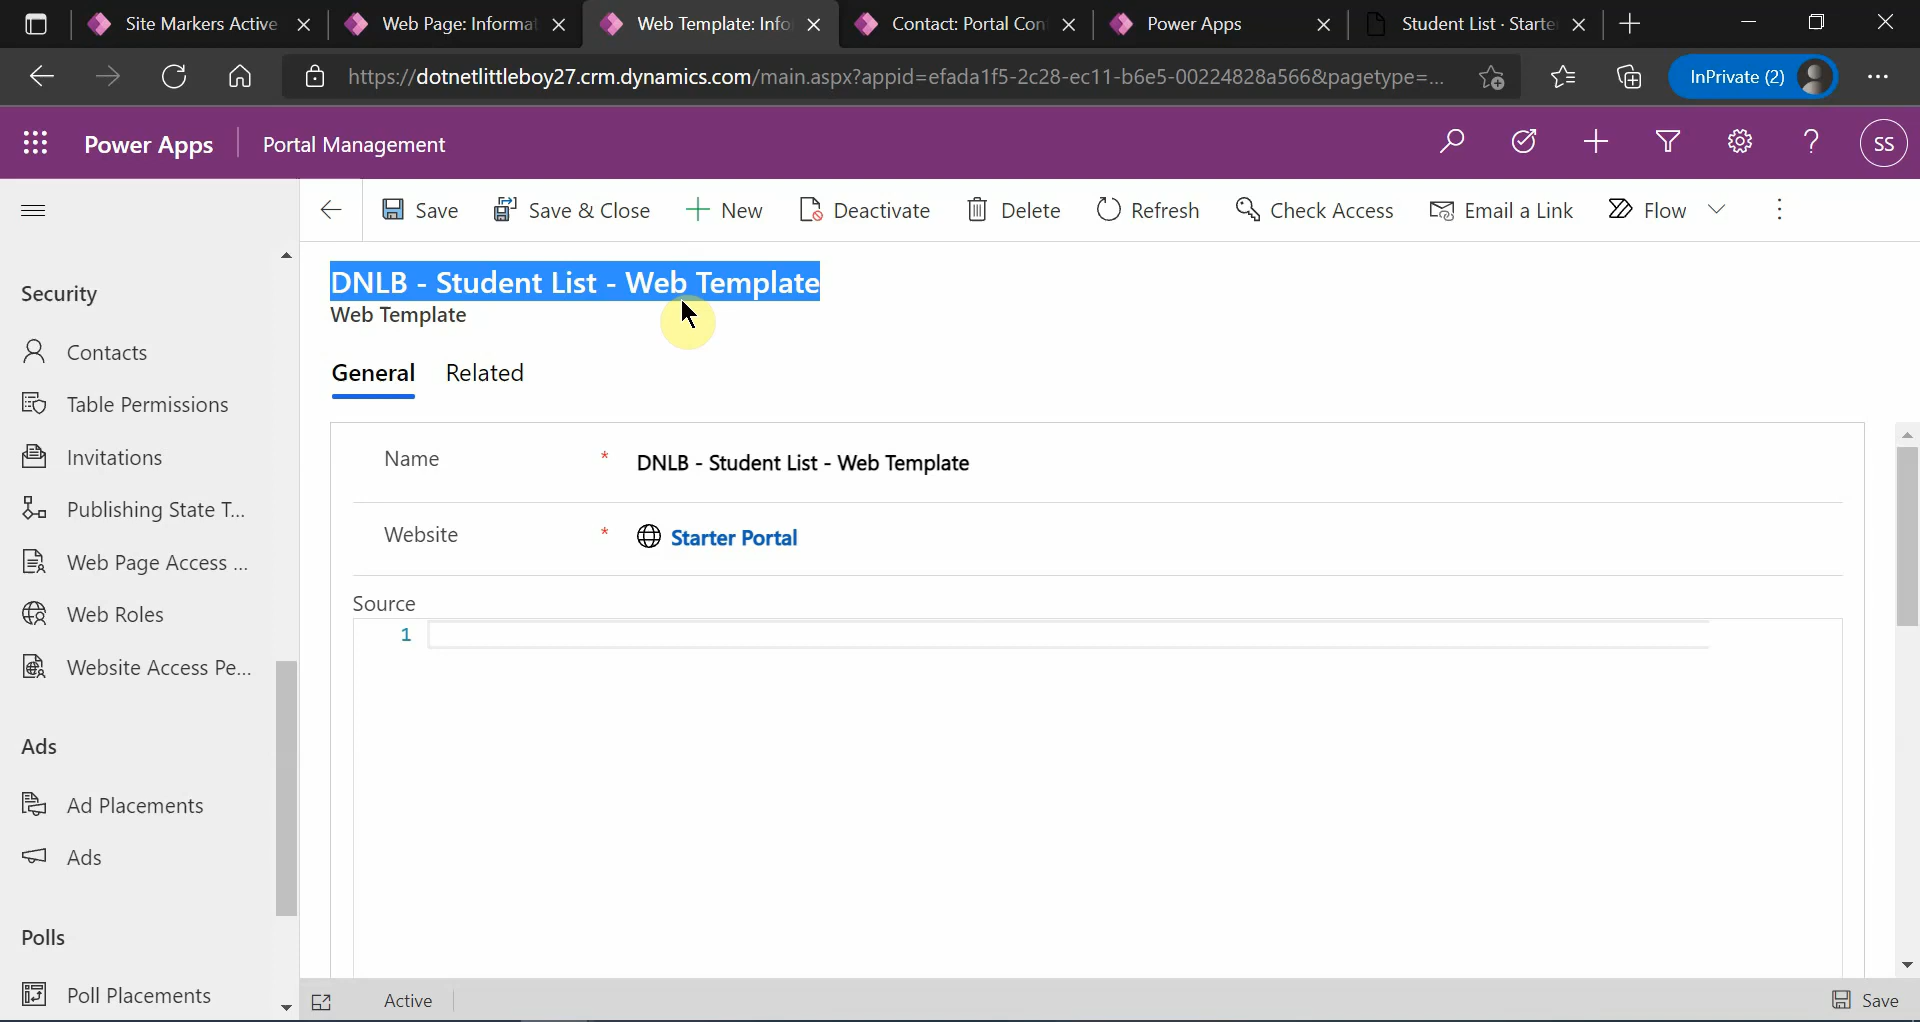 Site Markers Active
Web Page: Informa
Web Template: Info
Contact: Portal Con
Power Apps
Student List · Starte
https://dotnetlittleboy27.crm.dynamics.com/main.aspx?appid=efada1f5-2c28-ec11-b6e5-00224828a566&pagetype=...
InPrivate (2)
Power Apps
Portal Management
SS
Save
Save & Close
New
Deactivate
Delete
Refresh
Check Access
Email a Link
Flow
Security
Contacts
Table Permissions
Invitations
Publishing State T...
Web Page Access ...
Web Roles
Website Access Pe...
Ads
Ad Placements
Ads
Polls
Poll Placements
DNLB - Student List - Web Template
Web Template
General
Related
Name * DNLB - Student List - Web Template
Website * Starter Portal
Source
1
Active
Save